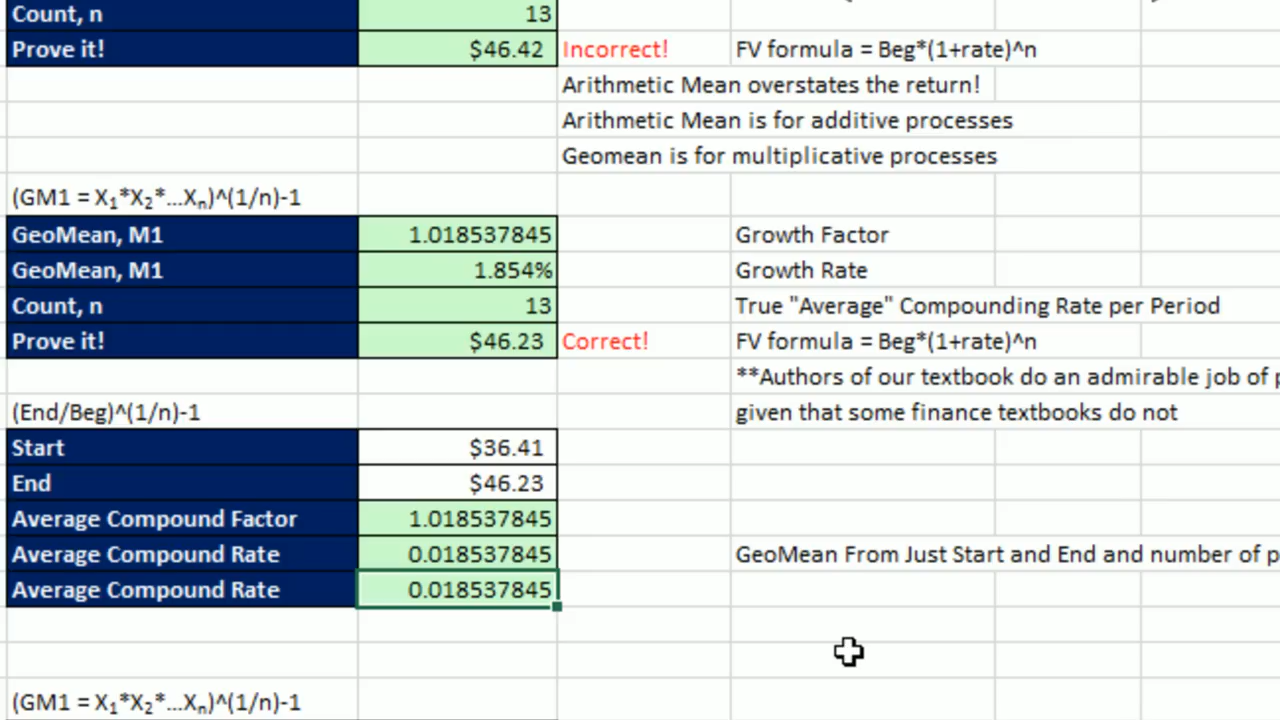 Count, n 13
Prove it! $46.42 Incorrect! FV formula = Beg*(1+rate)^n
Arithmetic Mean overstates the return!
Arithmetic Mean is for additive processes
Geomean is for multiplicative processes
(GM1 = X₁*X₂*...Xₙ)^(1/n)-1
GeoMean, M1 1.018537845 Growth Factor
GeoMean, M1 1.854% Growth Rate
Count, n 13 True "Average" Compounding Rate per Period
Prove it! $46.23 Correct! FV formula = Beg*(1+rate)^n
**Authors of our textbook do an admirable job of
(End/Beg)^(1/n)-1 given that some finance textbooks do not
Start $36.41
End $46.23
Average Compound Factor 1.018537845
Average Compound Rate 0.018537845 GeoMean From Just Start and End and number of
Average Compound Rate 0.018537845
(GM1 = X₁*X₂*...Xₙ)^(1/n)-1